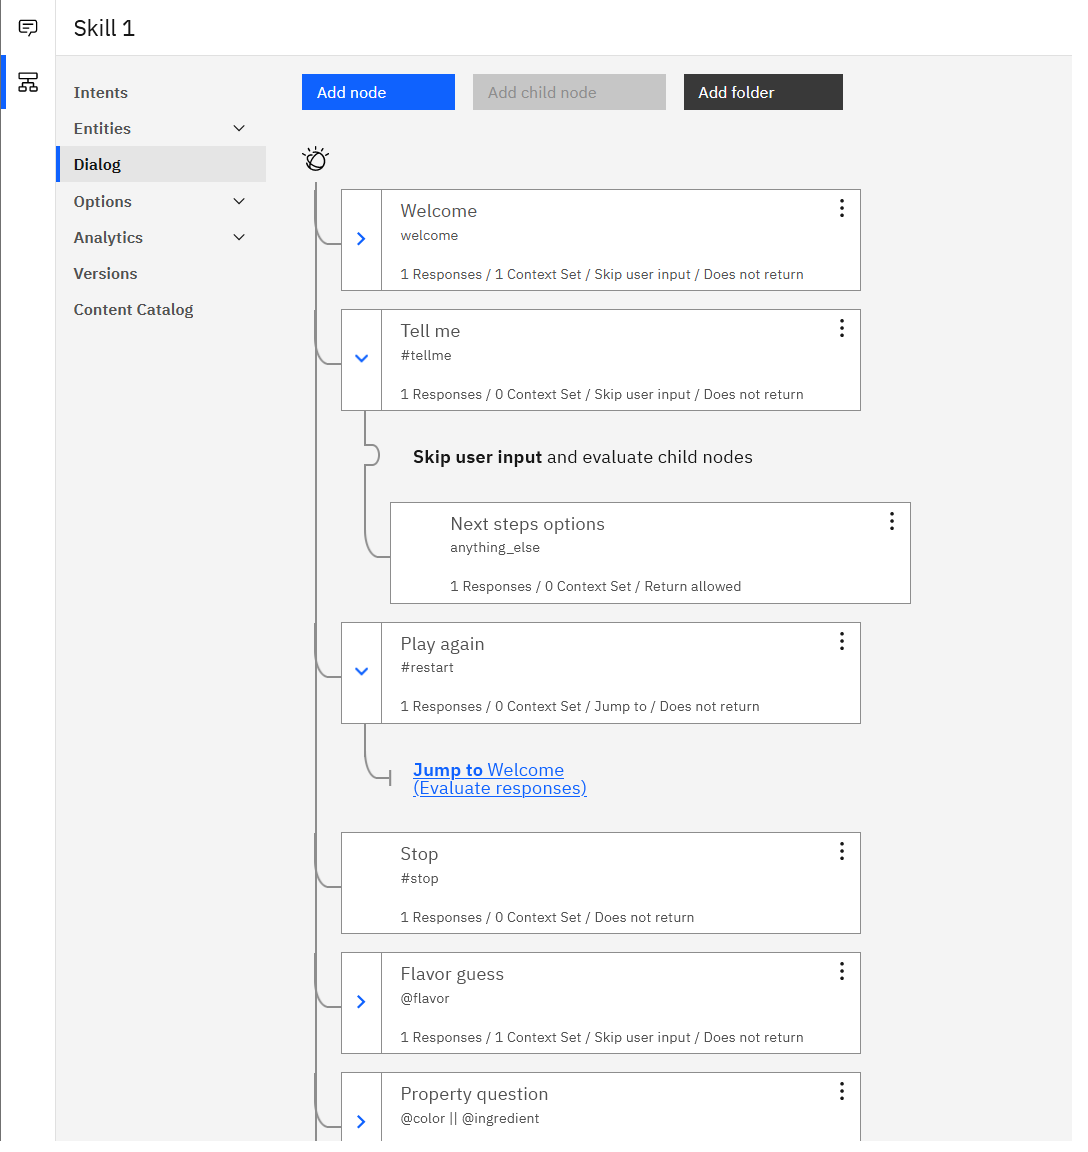 Skill 1
Intents
Entities
Dialog
Options
Analytics
Versions
Content Catalog
Add node
Add child node
Add folder
Welcome
welcome
1 Responses / 1 Context Set / Skip user input / Does not return
Tell me
#tellme
1 Responses / 0 Context Set / Skip user input / Does not return
Skip user input and evaluate child nodes
Next steps options
anything_else
1 Responses / 0 Context Set / Return allowed
Play again
#restart
1 Responses / 0 Context Set / Jump to / Does not return
Jump to Welcome
(Evaluate responses)
Stop
#stop
1 Responses / 0 Context Set / Does not return
Flavor guess
@flavor
1 Responses / 1 Context Set / Skip user input / Does not return
Property question
@color || @ingredient